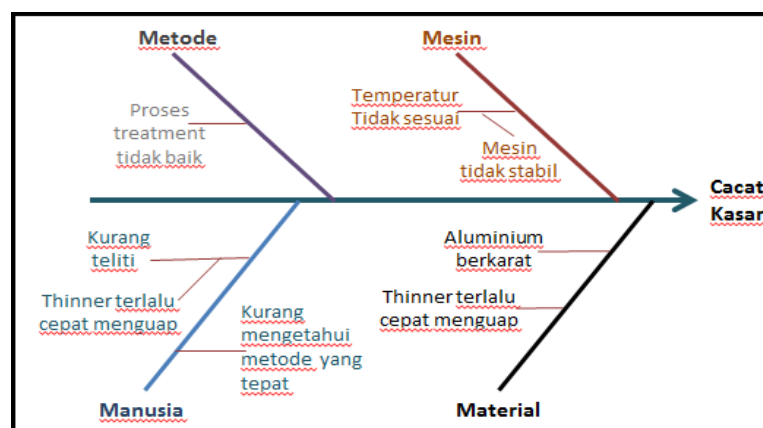 Metode
Mesin
Proses
treatment
tidak baik
Temperatur
Tidak sesuai
Mesin
tidak stabil
Cacat
Kasar
Kurang
teliti
Thinner terlalu
cepat menguap
Kurang
mengetahui
metode yang
tepat
Aluminium
berkarat
Thinner terlalu
cepat menguap
Manusia
Material